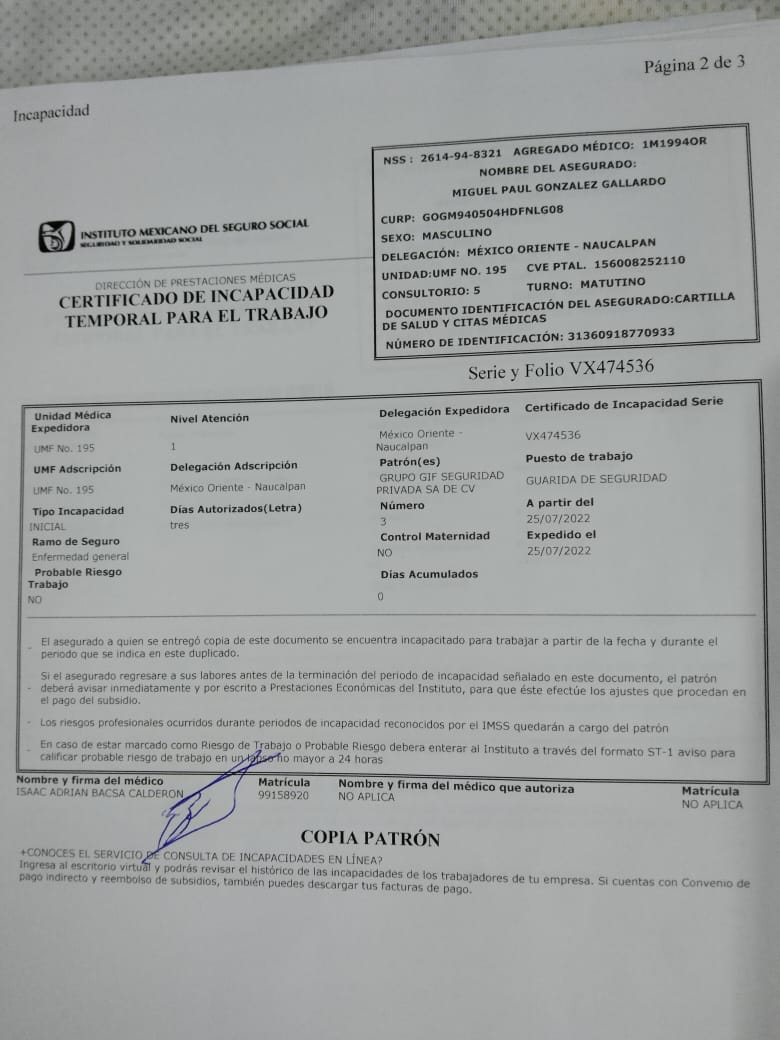 Página 2 de 3
Incapacidad
NSS : 2614-94-8321 AGREGADO MÉDICO: 1M1994OR
NOMBRE DEL ASEGURADO:
MIGUEL PAUL GONZALEZ GALLARDO
CURP: GOGM940504HDFNLG08
SEXO: MASCULINO
DELEGACIÓN: MÉXICO ORIENTE - NAUCALPAN
UNIDAD:UMF NO. 195 CVE PTAL. 156008252110
CONSULTORIO: 5 TURNO: MATUTINO
DOCUMENTO IDENTIFICACIÓN DEL ASEGURADO:CARTILLA
DE SALUD Y CITAS MÉDICAS
NÚMERO DE IDENTIFICACIÓN: 31360918770933
INSTITUTO MEXICANO DEL SEGURO SOCIAL
SEGURIDAD Y SOLIDARIDAD SOCIAL
DIRECCIÓN DE PRESTACIONES MÉDICAS
CERTIFICADO DE INCAPACIDAD
TEMPORAL PARA EL TRABAJO
Serie y Folio VX474536
Unidad Médica
Expedidora
UMF No. 195
Nivel Atención
1
Delegación Expedidora
México Oriente -
Naucalpan
Certificado de Incapacidad Serie
VX474536
UMF Adscripción
UMF No. 195
Delegación Adscripción
México Oriente - Naucalpan
Patrón(es)
GRUPO GIF SEGURIDAD
PRIVADA SA DE CV
Puesto de trabajo
GUARIDA DE SEGURIDAD
Tipo Incapacidad
INICIAL
Días Autorizados(Letra)
tres
Número
3
A partir del
25/07/2022
Ramo de Seguro
Enfermedad general
Control Maternidad
NO
Expedido el
25/07/2022
Probable Riesgo
Trabajo
NO
Días Acumulados
0
- El asegurado a quien se entregó copia de este documento se encuentra incapacitado para trabajar a partir de la fecha y durante el
periodo que se indica en este duplicado.
Si el asegurado regresare a sus labores antes de la terminación del periodo de incapacidad señalado en este documento, el patrón
- deberá avisar inmediatamente y por escrito a Prestaciones Económicas del Instituto, para que éste efectúe los ajustes que procedan en
el pago del subsidio.
- Los riesgos profesionales ocurridos durante periodos de incapacidad reconocidos por el IMSS quedarán a cargo del patrón
- En caso de estar marcado como Riesgo de Trabajo o Probable Riesgo debera enterar al Instituto a través del formato ST-1 aviso para
calificar probable riesgo de trabajo en un lapso no mayor a 24 horas
Nombre y firma del médico
ISAAC ADRIAN BACSA CALDERON
Matrícula
99158920
Nombre y firma del médico que autoriza
NO APLICA
Matrícula
NO APLICA
COPIA PATRÓN
+CONOCES EL SERVICIO DE CONSULTA DE INCAPACIDADES EN LÍNEA?
Ingresa al escritorio virtual y podrás revisar el histórico de las incapacidades de los trabajadores de tu empresa. Si cuentas con Convenio de
pago indirecto y reembolso de subsidios, también puedes descargar tus facturas de pago.